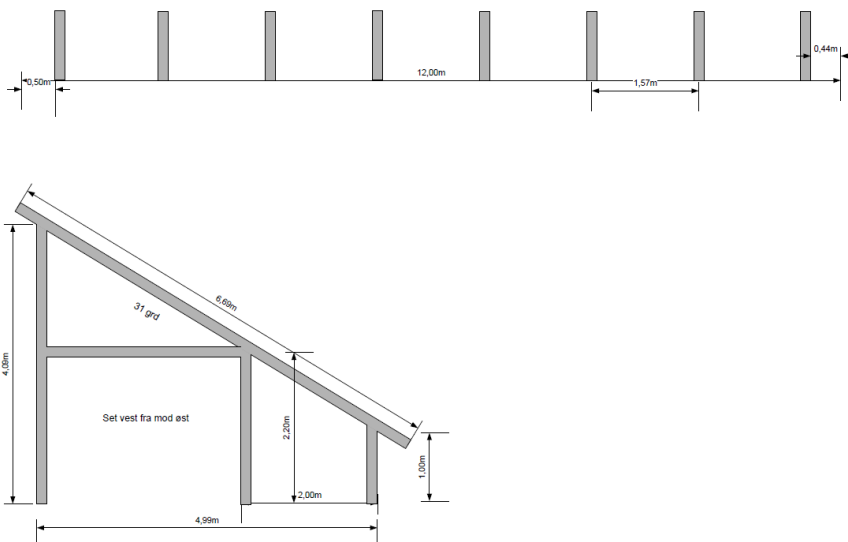 0,44m
12,00m
0,50m
1,57m
6,69m
31 grd
4,09m
Set vest fra mod øst
2,20m
1,00m
2,00m
4,99m